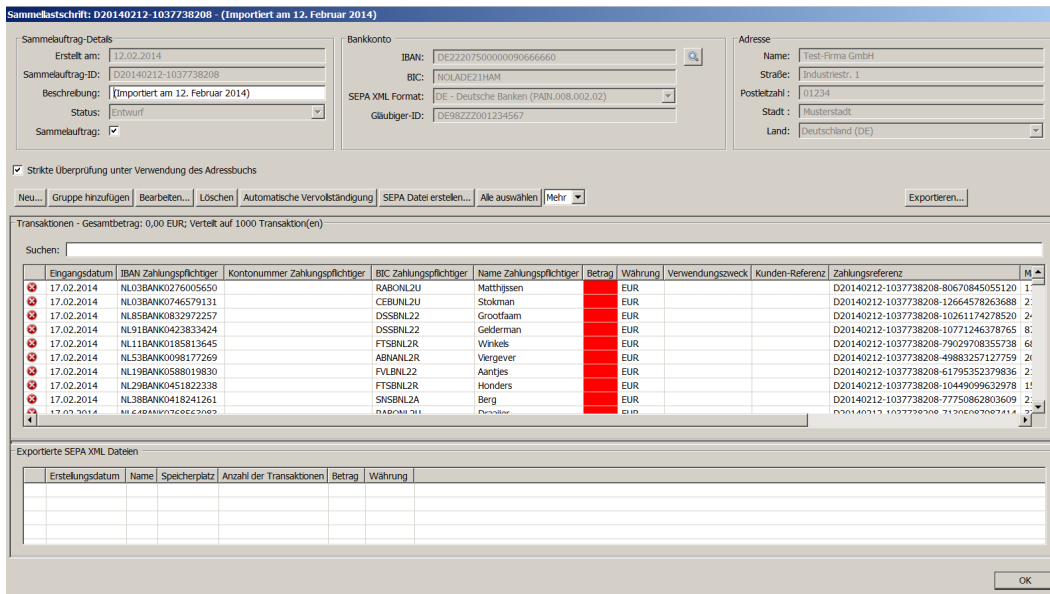 Sammellastschrift: D20140212-1037738208 - (Importiert am 12. Februar 2014)
Sammelauftrag-Details
Erstellt am: 12.02.2014
Sammelauftrag-ID: D20140212-1037738208
Beschreibung: (Importiert am 12. Februar 2014)
Status: Entwurf
Sammelauftrag:
Bankkonto
IBAN: DE22207500000090666660
BIC: NOLADE21HAM
SEPA XML Format: DE - Deutsche Banken (PAIN.008.002.02)
Gläubiger-ID: DE98ZZZ001234567
Adresse
Name: Test-Firma GmbH
Straße: Industriestr. 1
Postleitzahl : 01234
Stadt : Musterstadt
Land: Deutschland (DE)
Strikte Überprüfung unter Verwendung des Adressbuchs
Neu... Gruppe hinzufügen Bearbeiten... Löschen Automatische Vervollständigung SEPA Datei erstellen... Alle auswählen Mehr Exportieren...
Transaktionen - Gesamtbetrag: 0,00 EUR; Verteilt auf 1000 Transaktion(en)
Suchen:
Eingangsdatum IBAN Zahlungspflichtiger Kontonummer Zahlungspflichtiger BIC Zahlungspflichtiger Name Zahlungspflichtiger Betrag Währung Verwendungszweck Kunden-Referenz Zahlungsreferenz
17.02.2014 NL03BANK0276005650 RABONL2U Matthijssen EUR D20140212-1037738208-80670845055120
17.02.2014 NL03BANK0746579131 CEBUNL2U Stokman EUR D20140212-1037738208-12664578263688
17.02.2014 NL85BANK0832972257 DSSBNL22 Grootfaam EUR D20140212-1037738208-10261174278520
17.02.2014 NL91BANK0423833424 DSSBNL22 Gelderman EUR D20140212-1037738208-10771246378765
17.02.2014 NL11BANK0185813645 FTSBNL2R Winkels EUR D20140212-1037738208-79029708355738
17.02.2014 NL53BANK0098177269 ABNANL2R Viergever EUR D20140212-1037738208-49883257127759
17.02.2014 NL19BANK0588019830 FVLBNL22 Aantjes EUR D20140212-1037738208-61795352379836
17.02.2014 NL29BANK0451822338 FTSBNL2R Honders EUR D20140212-1037738208-10449099632978
17.02.2014 NL38BANK0418241261 SNSBNL2A Berg EUR D20140212-1037738208-77750862803609
17.02.2014 NL64BANK0768563083 RABONL2U Draaijer EUR D20140212-1037738208-71305087087414
Exportierte SEPA XML Dateien
Erstellungsdatum Name Speicherplatz Anzahl der Transaktionen Betrag Währung
OK